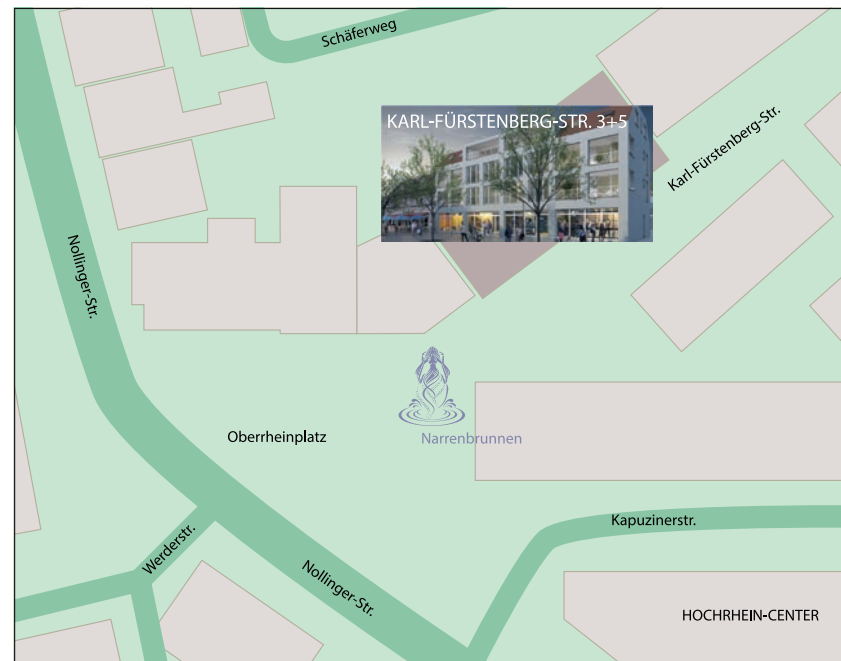 Schäferweg
KARL-FÜRSTENBERG-STR. 3+5
Karl-Fürstenberg-Str.
Nollinger-Str.
Oberrheinplatz
Narrenbrunnen
Kapuzinerstr.
Werderstr.
Nollinger-Str.
HOCHRHEIN-CENTER